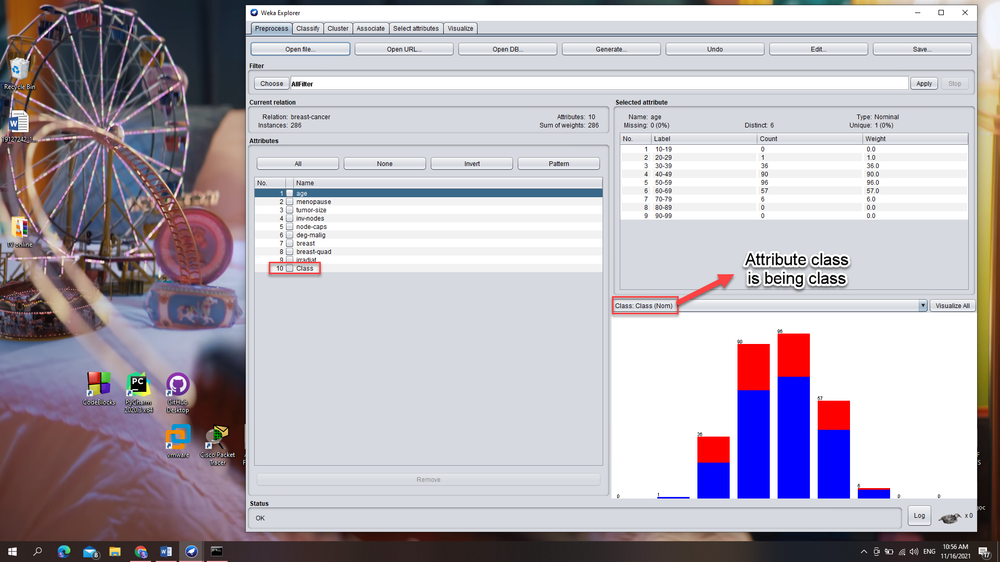 Weka Explorer
Preprocess Classify Cluster Associate Select attributes Visualize
Open file... Open URL... Open DB... Generate... Undo Edit... Save...
Filter
Choose AllFilter Apply Stop
Current relation
Relation: breast-cancer Attributes: 10
Instances: 286 Sum of weights: 286
Attributes
All None Invert Pattern
No. Name
1 age
2 menopause
3 tumor-size
4 inv-nodes
5 node-caps
6 deg-malig
7 breast
8 breast-quad
9 irradiat
10 Class
Remove
Selected attribute
Name: age Type: Nominal
Missing: 0 (0%) Distinct: 6 Unique: 1 (0%)
No. Label Count Weight
1 10-19 0 0.0
2 20-29 1 1.0
3 30-39 36 36.0
4 40-49 90 90.0
5 50-59 96 96.0
6 60-69 57 57.0
7 70-79 6 6.0
8 80-89 0 0.0
9 90-99 0 0.0
Attribute class
is being class
Class: Class (Nom) Visualize All
0 1 36 90 96 57 6 0 0
Status
OK
Log x 0
Recycle Bin
19127242_1...
TV online
CodeBlocks
PC
PyCharm
2020.3 x64
GitHub
Desktop
vmware
Cisco Packet
Tracer
W
8
ENG
10:56 AM
11/16/2021
17